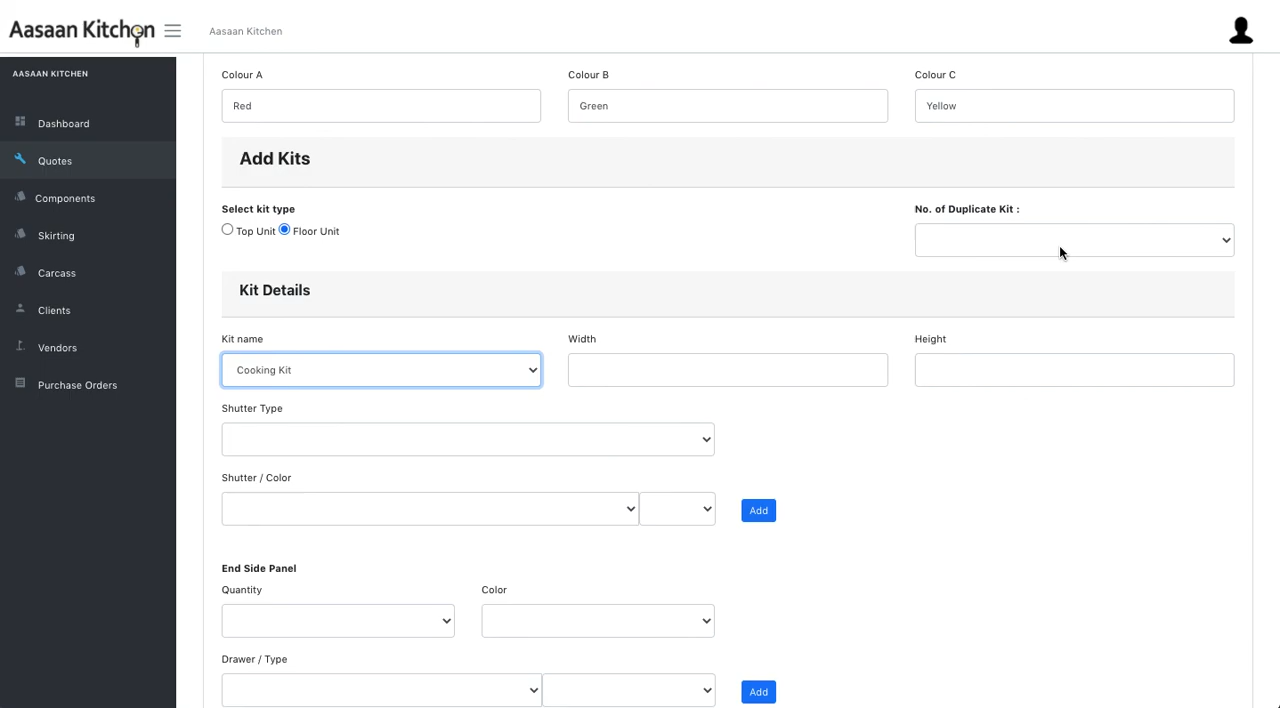 Aasaan Kitchen
Aasaan Kitchen
AASAAN KITCHEN
Dashboard
Quotes
Components
Skirting
Carcass
Clients
Vendors
Purchase Orders
Colour A
Colour B
Colour C
Red
Green
Yellow
Add Kits
Select kit type
No. of Duplicate Kit :
Top Unit Floor Unit
Kit Details
Kit name
Width
Height
Cooking Kit
Shutter Type
Shutter / Color
Add
End Side Panel
Quantity
Color
Drawer / Type
Add